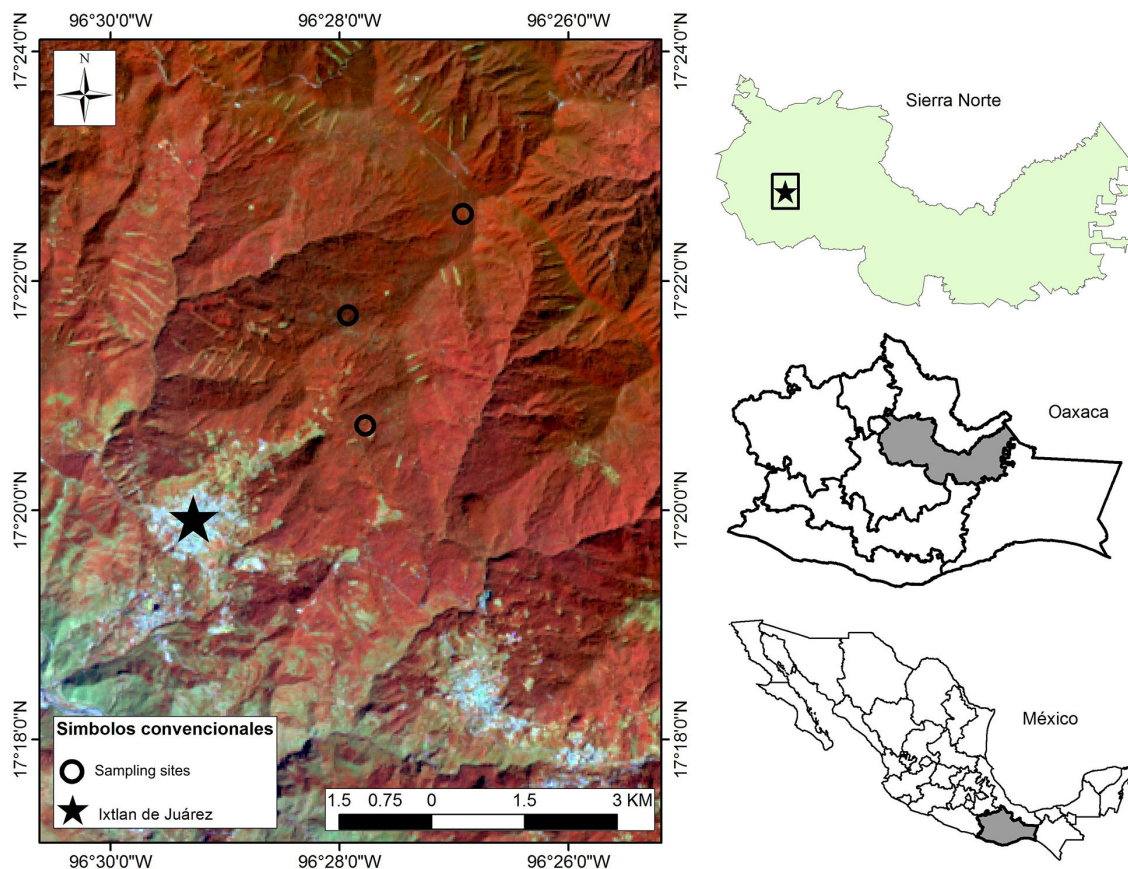 96°30'0"W
96°28'0"W
96°26'0"W
17°24'0"N
17°24'0"N
N
Sierra Norte
17°22'0"N
17°22'0"N
Oaxaca
17°20'0"N
17°20'0"N
México
17°18'0"N
17°18'0"N
Simbolos convencionales
Sampling sites
Ixtlan de Juárez
1.5 0.75 0 1.5 3 KM
96°30'0"W
96°28'0"W
96°26'0"W